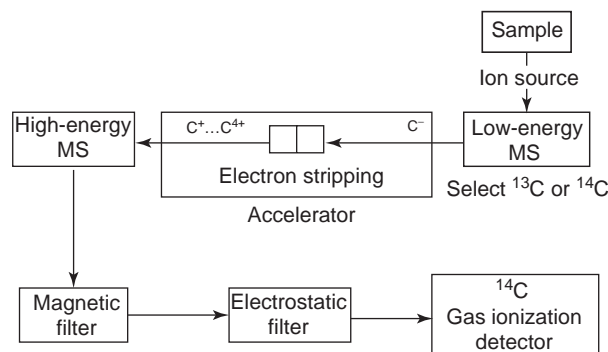 Sample
Ion source
Low-energy
MS
Select ¹³C or ¹⁴C
C⁻
C⁺...C⁴⁺
Electron stripping
Accelerator
High-energy
MS
Magnetic
filter
Electrostatic
filter
¹⁴C
Gas ionization
detector